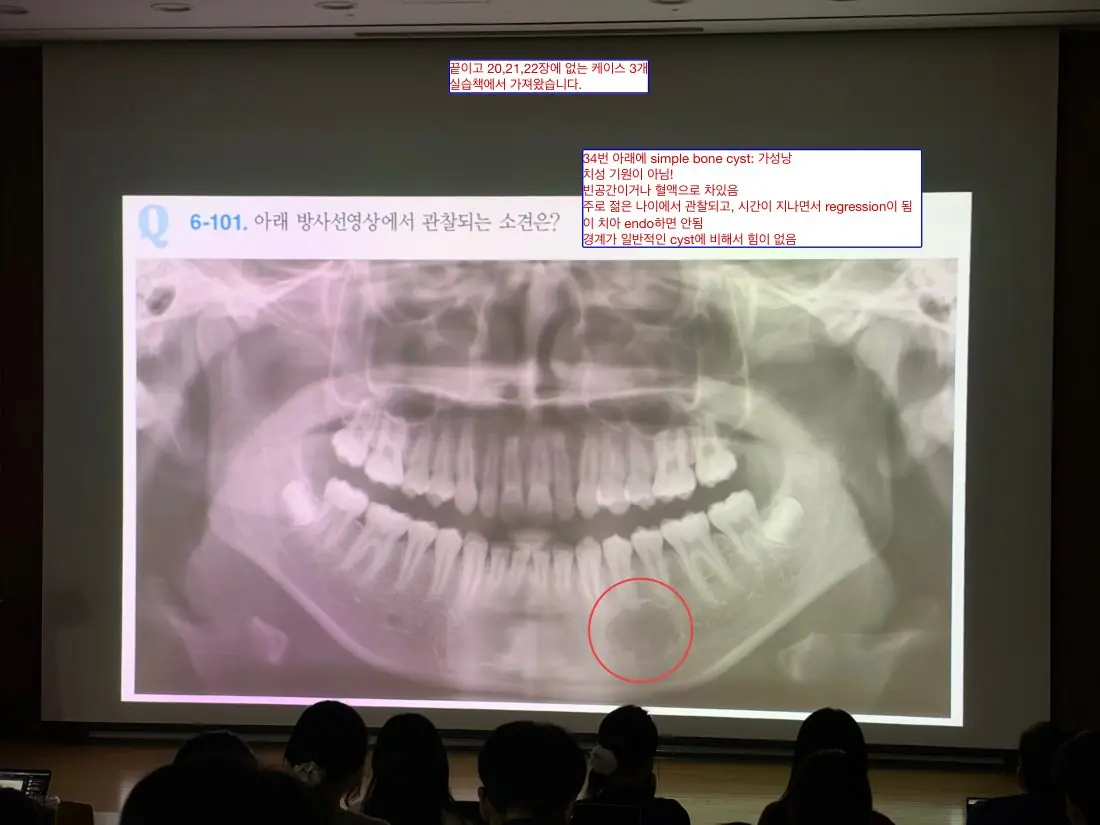 끝이고 20,21,22장에 없는 케이스 3개
실습책에서 가져왔습니다.
34번 아래에 simple bone cyst: 가성낭
치성 기원이 아님!
빈공간이거나 혈액으로 차있음
주로 젊은 나이에서 관찰되고, 시간이 지나면서 regression이 됨
이 치아 endo하면 안됨
경계가 일반적인 cyst에 비해서 힘이 없음
Q 6-101. 아래 방사선영상에서 관찰되는 소견은?